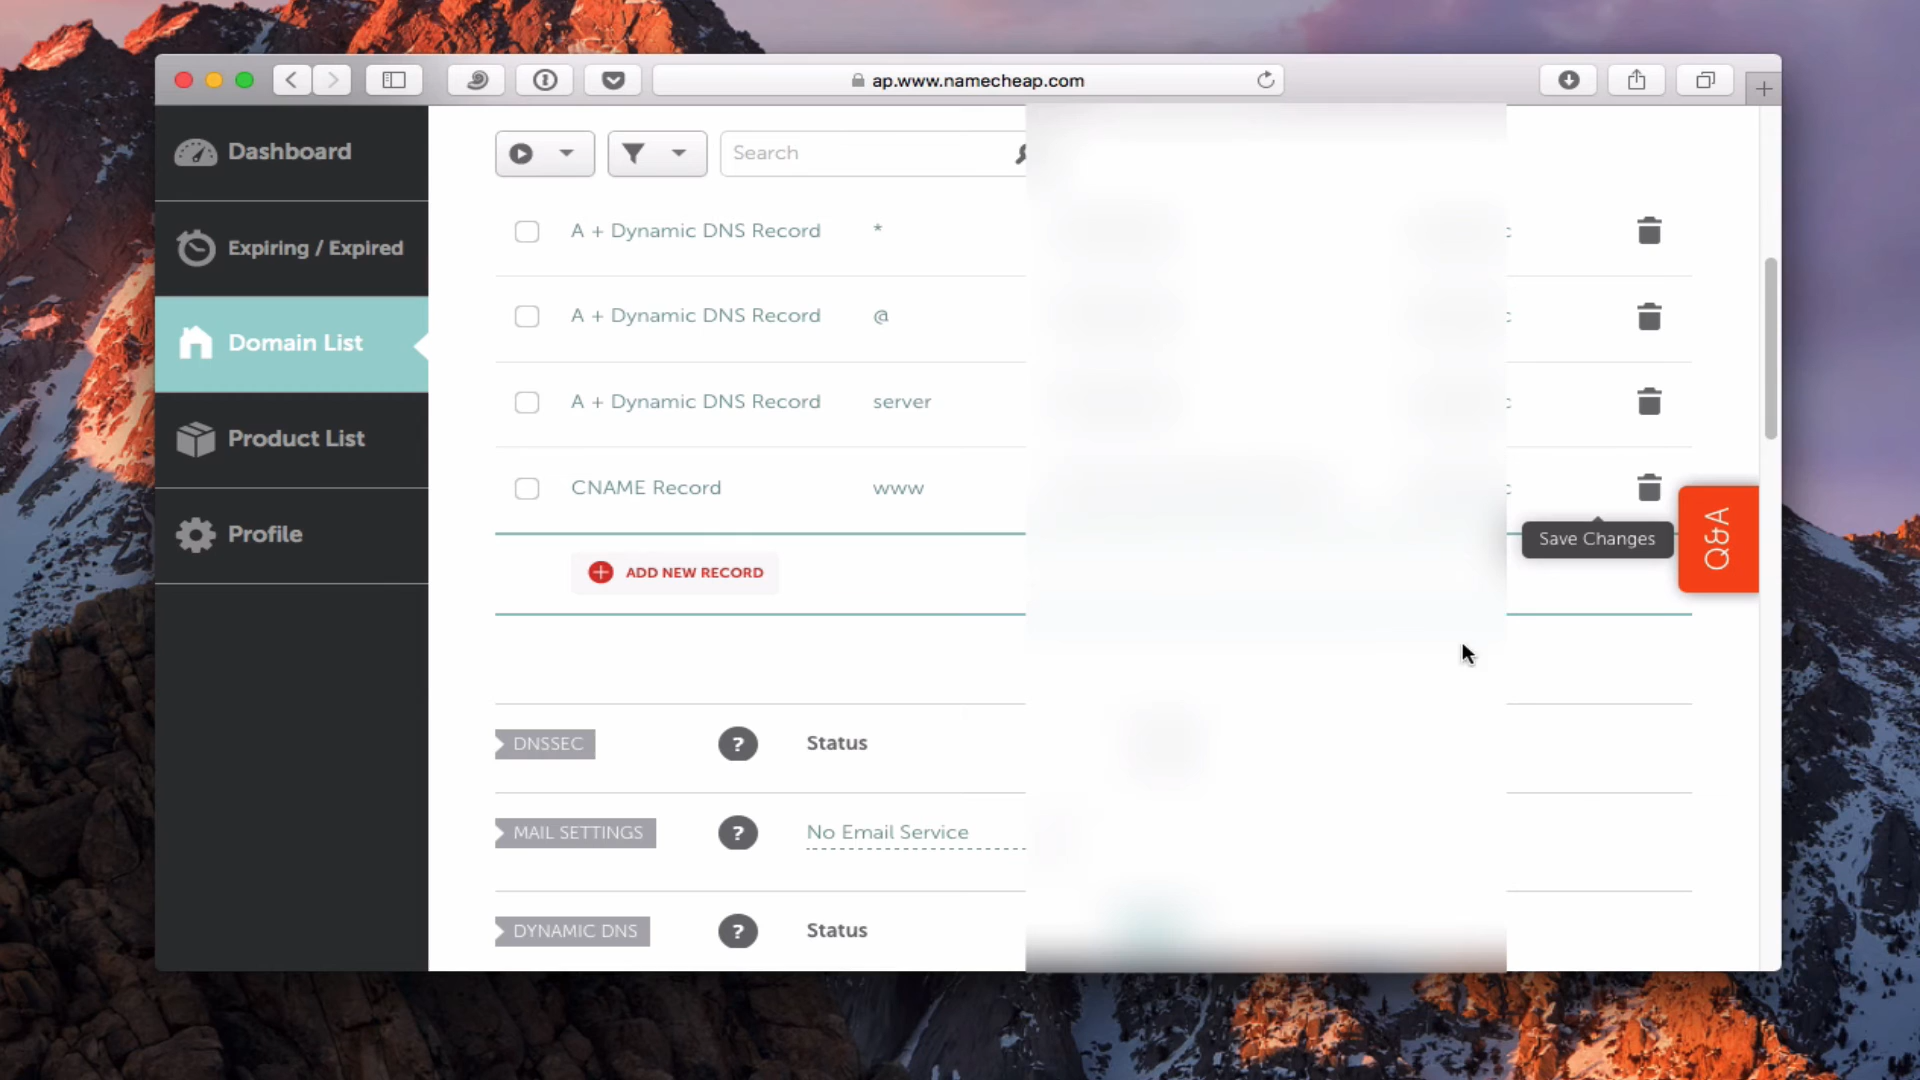 ap.www.namecheap.com
Dashboard
Expiring / Expired
Domain List
Product List
Profile
Search
A + Dynamic DNS Record *
A + Dynamic DNS Record @
A + Dynamic DNS Record server
CNAME Record www
Save Changes
Q&A
ADD NEW RECORD
DNSSEC ? Status
MAIL SETTINGS ? No Email Service
DYNAMIC DNS ? Status